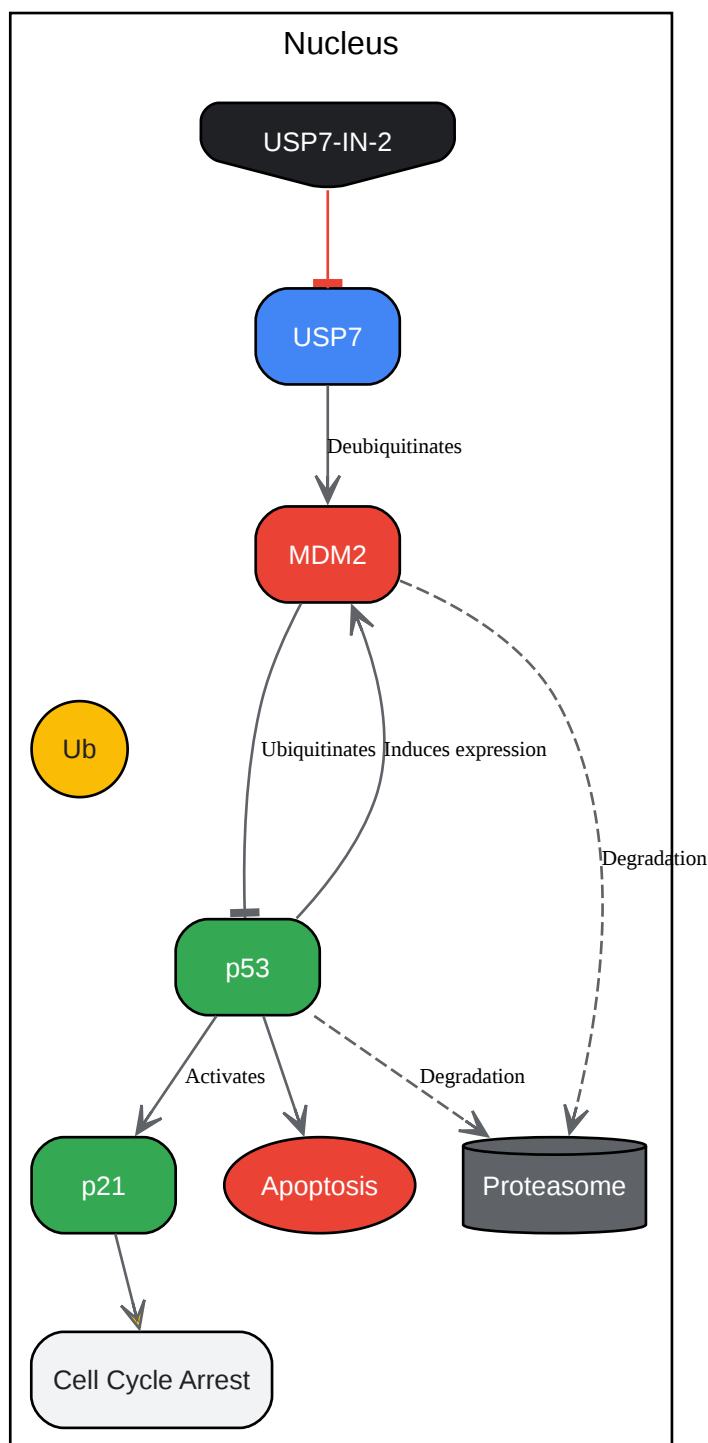 Nucleus
USP7-IN-2
USP7
Deubiquitinates
MDM2
Ub
Ubiquitinates
Induces expression
Degradation
p53
Activates
Degradation
p21
Apoptosis
Proteasome
Cell Cycle Arrest